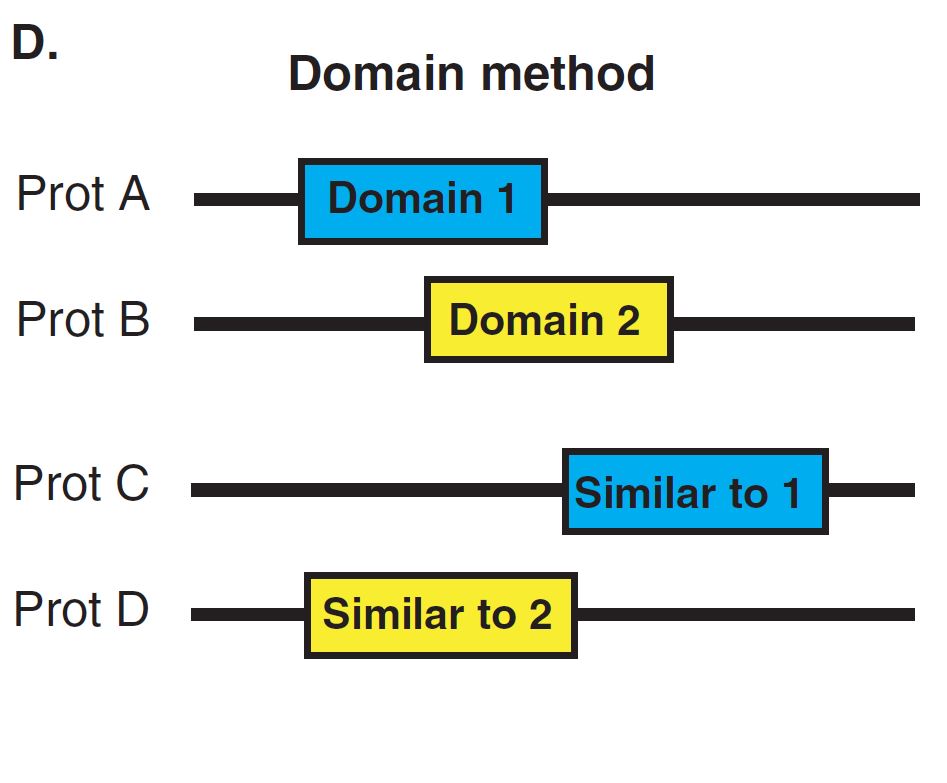 D.
Domain method
Prot A
Domain 1
Prot B
Domain 2
Prot C
Similar to 1
Prot D
Similar to 2